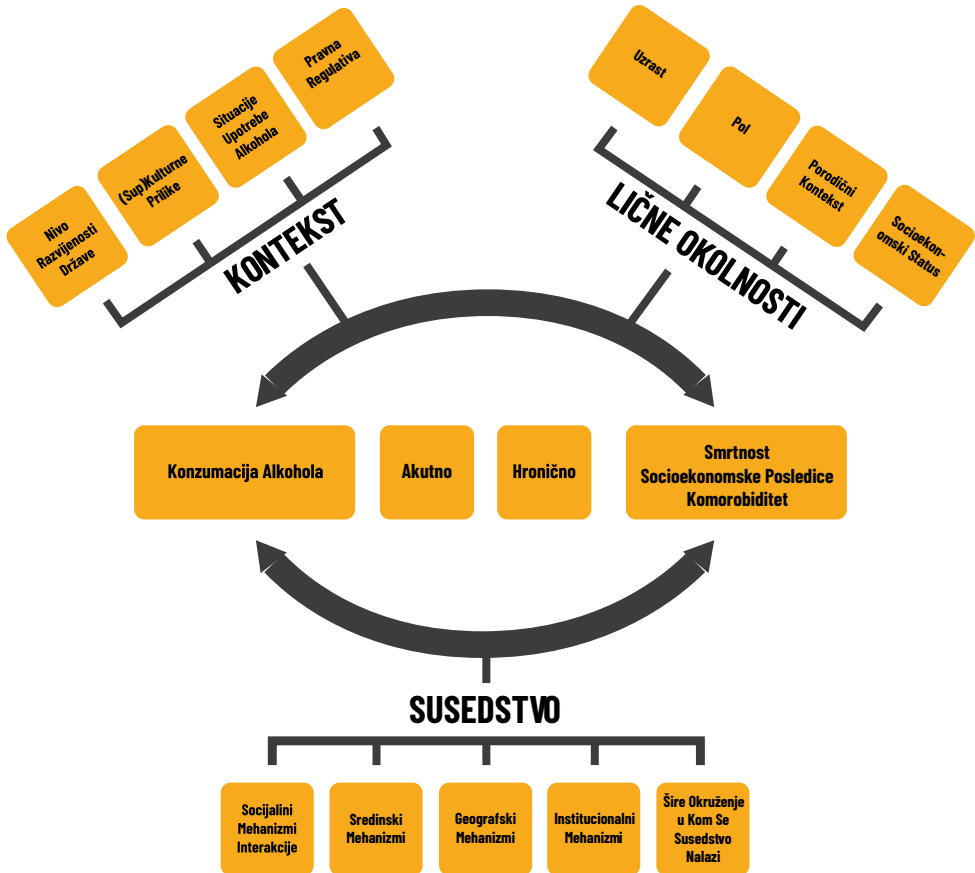 Nivo
Razvijenosti
Države
(Sup)Kulturne
Prilike
Situacije
Upotrebe
Alkohola
Pravna
Regulativa
KONTEKST
Uzrast
Pol
Porodični
Kontekst
Socioekon-
omski Status
LIČNE OKOLNOSTI
Konzumacija Alkohola
Akutno
Hronično
Smrtnost
Socioekonomske Posledice
Komorobiditet
SUSEDSTVO
Socijalini
Mehanizmi
Interakcije
Sredinski
Mehanizmi
Geografski
Mehanizmi
Institucionalni
Mehanizmi
Šire Okruženje
u Kom Se
Susedstvo
Nalazi